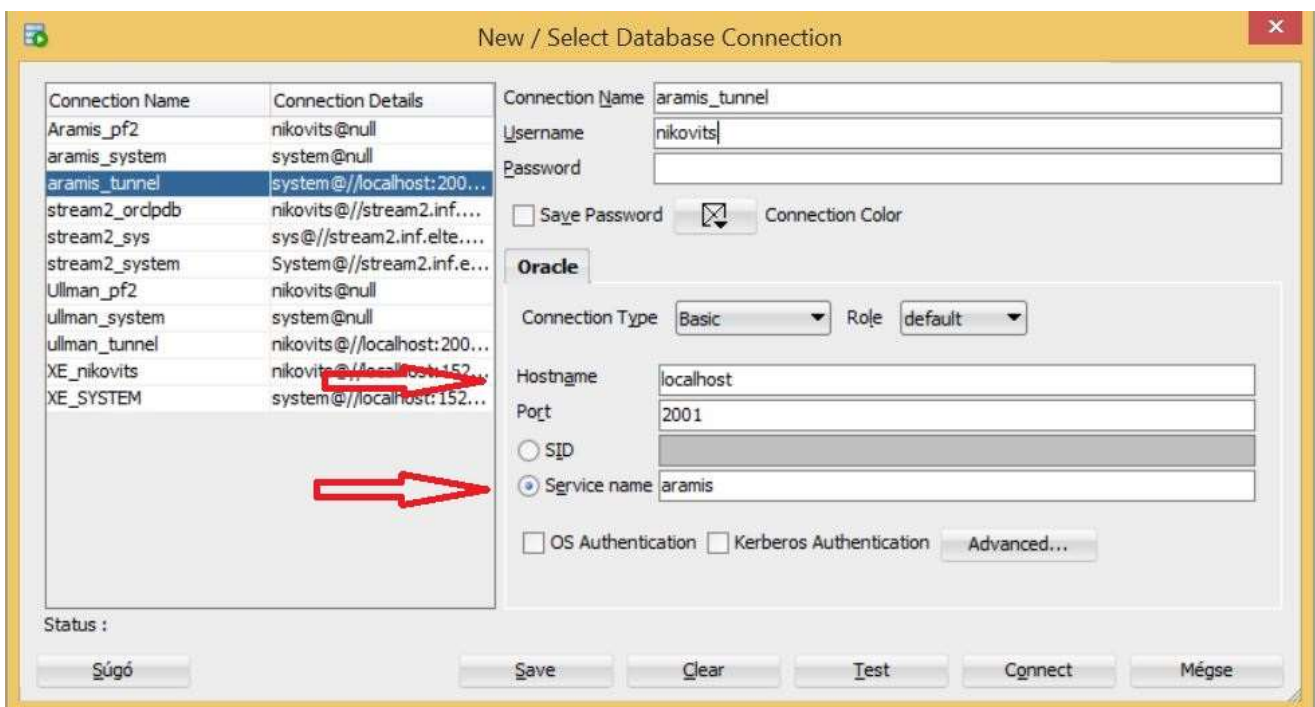 New / Select Database Connection
Connection Name Connection Details
Aramis_pf2 nikovits@null
aramis_system system@null
aramis_tunnel system@//localhost:200...
stream2_orclpdb nikovits@//stream2.inf....
stream2_sys sys@//stream2.inf.elte....
stream2_system System@//stream2.inf.e...
Ullman_pf2 nikovits@null
ullman_system system@null
ullman_tunnel nikovits@//localhost:200...
XE_nikovits nikovits@//localhost:152...
XE_SYSTEM system@//localhost:152...
Connection Name aramis_tunnel
Username nikovits
Password
Save Password Connection Color
Oracle
Connection Type Basic Role default
Hostname localhost
Port 2001
SID
Service name aramis
OS Authentication Kerberos Authentication Advanced...
Status :
Súgó Save Clear Test Connect Mégse